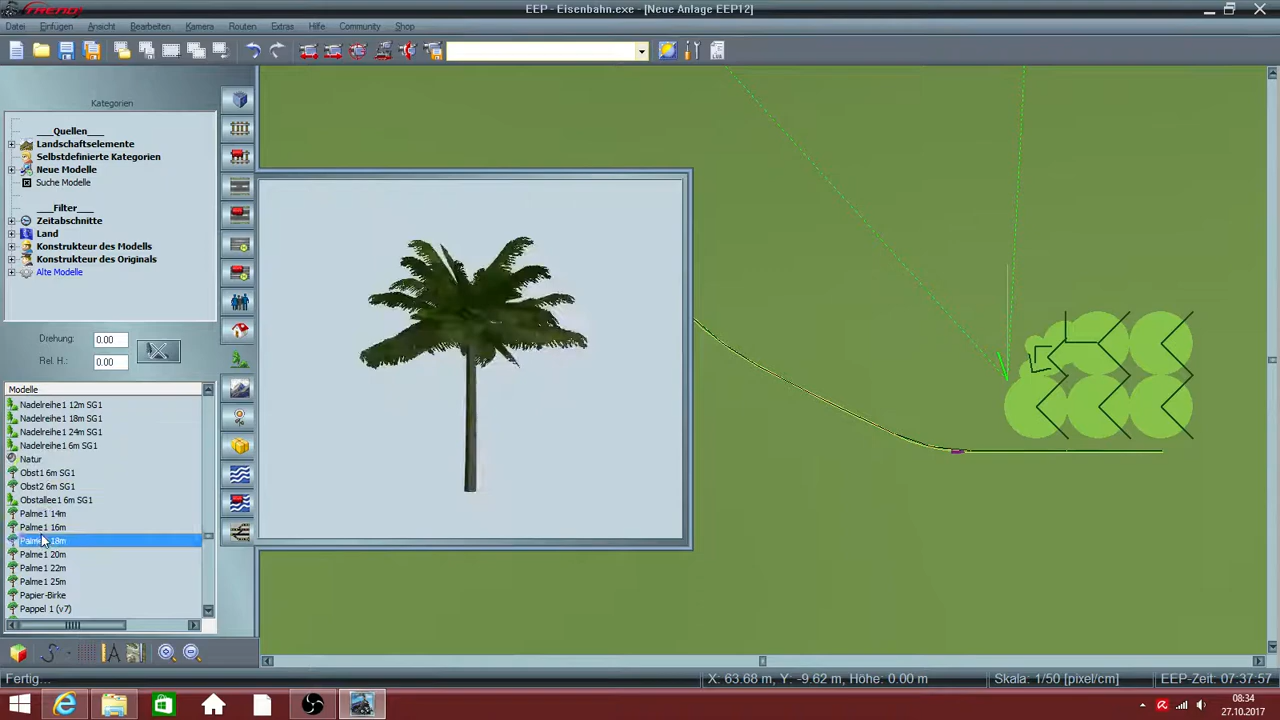 TREND
EEP - Eisenbahn.exe - [Neue Anlage EEP12]
Datei Einfügen Ansicht Bearbeiten Kamera Routen Extras Hilfe Community Shop
Kategorien
___Quellen___
Landschaftselemente
Selbstdefinierte Kategorien
Neue Modelle
Suche Modelle
___Filter___
Zeitabschnitte
Land
Konstrukteur des Modells
Konstrukteur des Originals
Alte Modelle
Drehung: 0.00
Rel. H.: 0.00
Modelle
Nadelreihe1 12m SG1
Nadelreihe1 18m SG1
Nadelreihe1 24m SG1
Nadelreihe1 6m SG1
Natur
Obst1 6m SG1
Obst2 6m SG1
Obstallee1 6m SG1
Palme1 14m
Palme1 16m
Palme1 18m
Palme1 20m
Palme1 22m
Palme1 25m
Papier-Birke
Pappel 1 (v7)
Fertig...
X: 63.68 m, Y: -9.62 m, Höhe: 0.00 m
Skala: 1/50 [pixel/cm]
EEP-Zeit: 07:37:57
08:34
27.10.2017